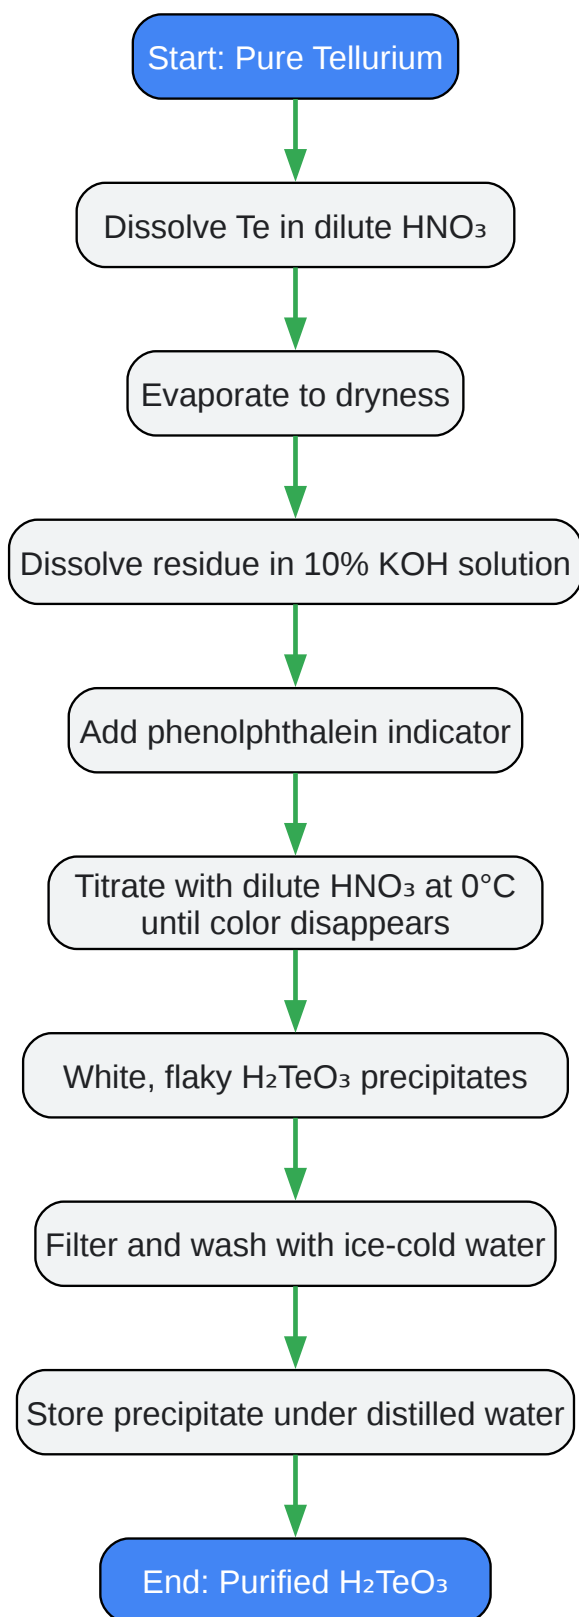 Start: Pure Tellurium
Dissolve Te in dilute HNO₃
Evaporate to dryness
Dissolve residue in 10% KOH solution
Add phenolphthalein indicator
Titrate with dilute HNO₃ at 0°C
until color disappears
White, flaky H₂TeO₃ precipitates
Filter and wash with ice-cold water
Store precipitate under distilled water
End: Purified H₂TeO₃